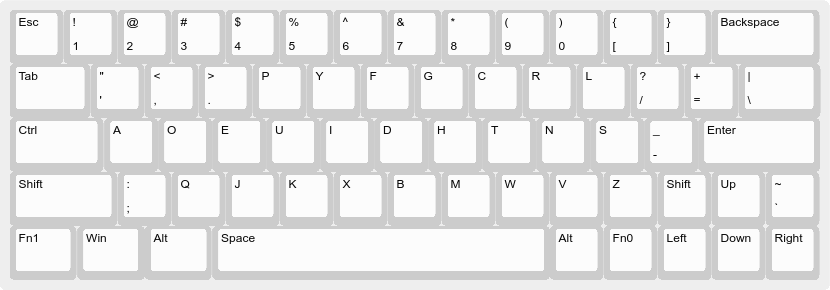 Esc ! @ # $ % ^ & * ( ) { } Backspace
1 2 3 4 5 6 7 8 9 0 [ ]
Tab " < > P Y F G C R L ? + |
' , . / = \
Ctrl A O E U I D H T N S _ Enter
-
Shift : Q J K X B M W V Z Shift Up ~
; `
Fn1 Win Alt Space Alt Fn0 Left Down Right